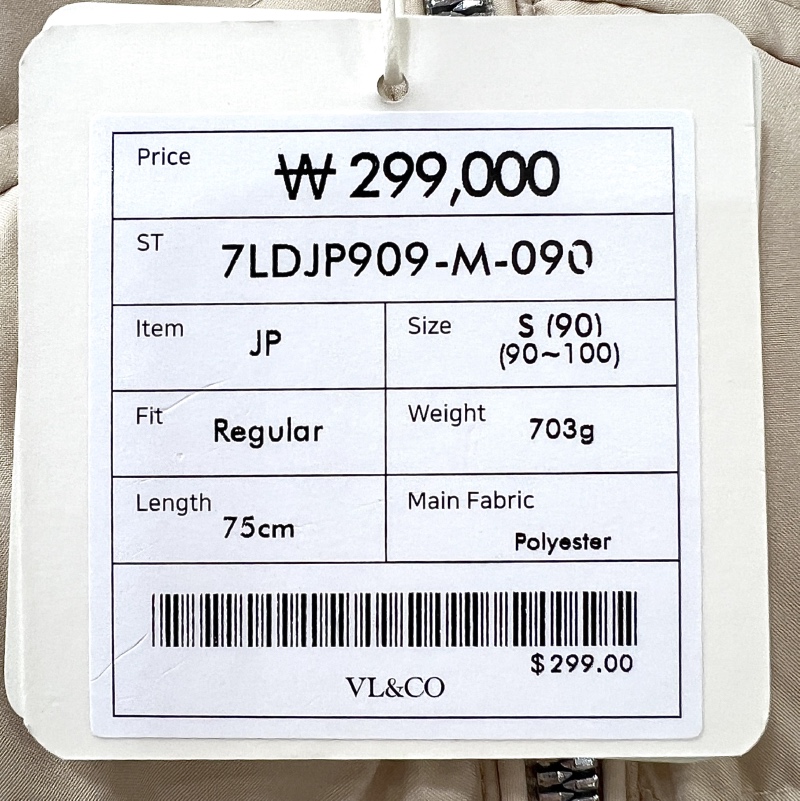 Price ₩ 299,000
ST 7LDJP909-M-090
Item JP
Size S (90)
(90~100)
Fit Regular
Weight 703g
Length 75cm
Main Fabric
Polyester
$299.00
VL&CO